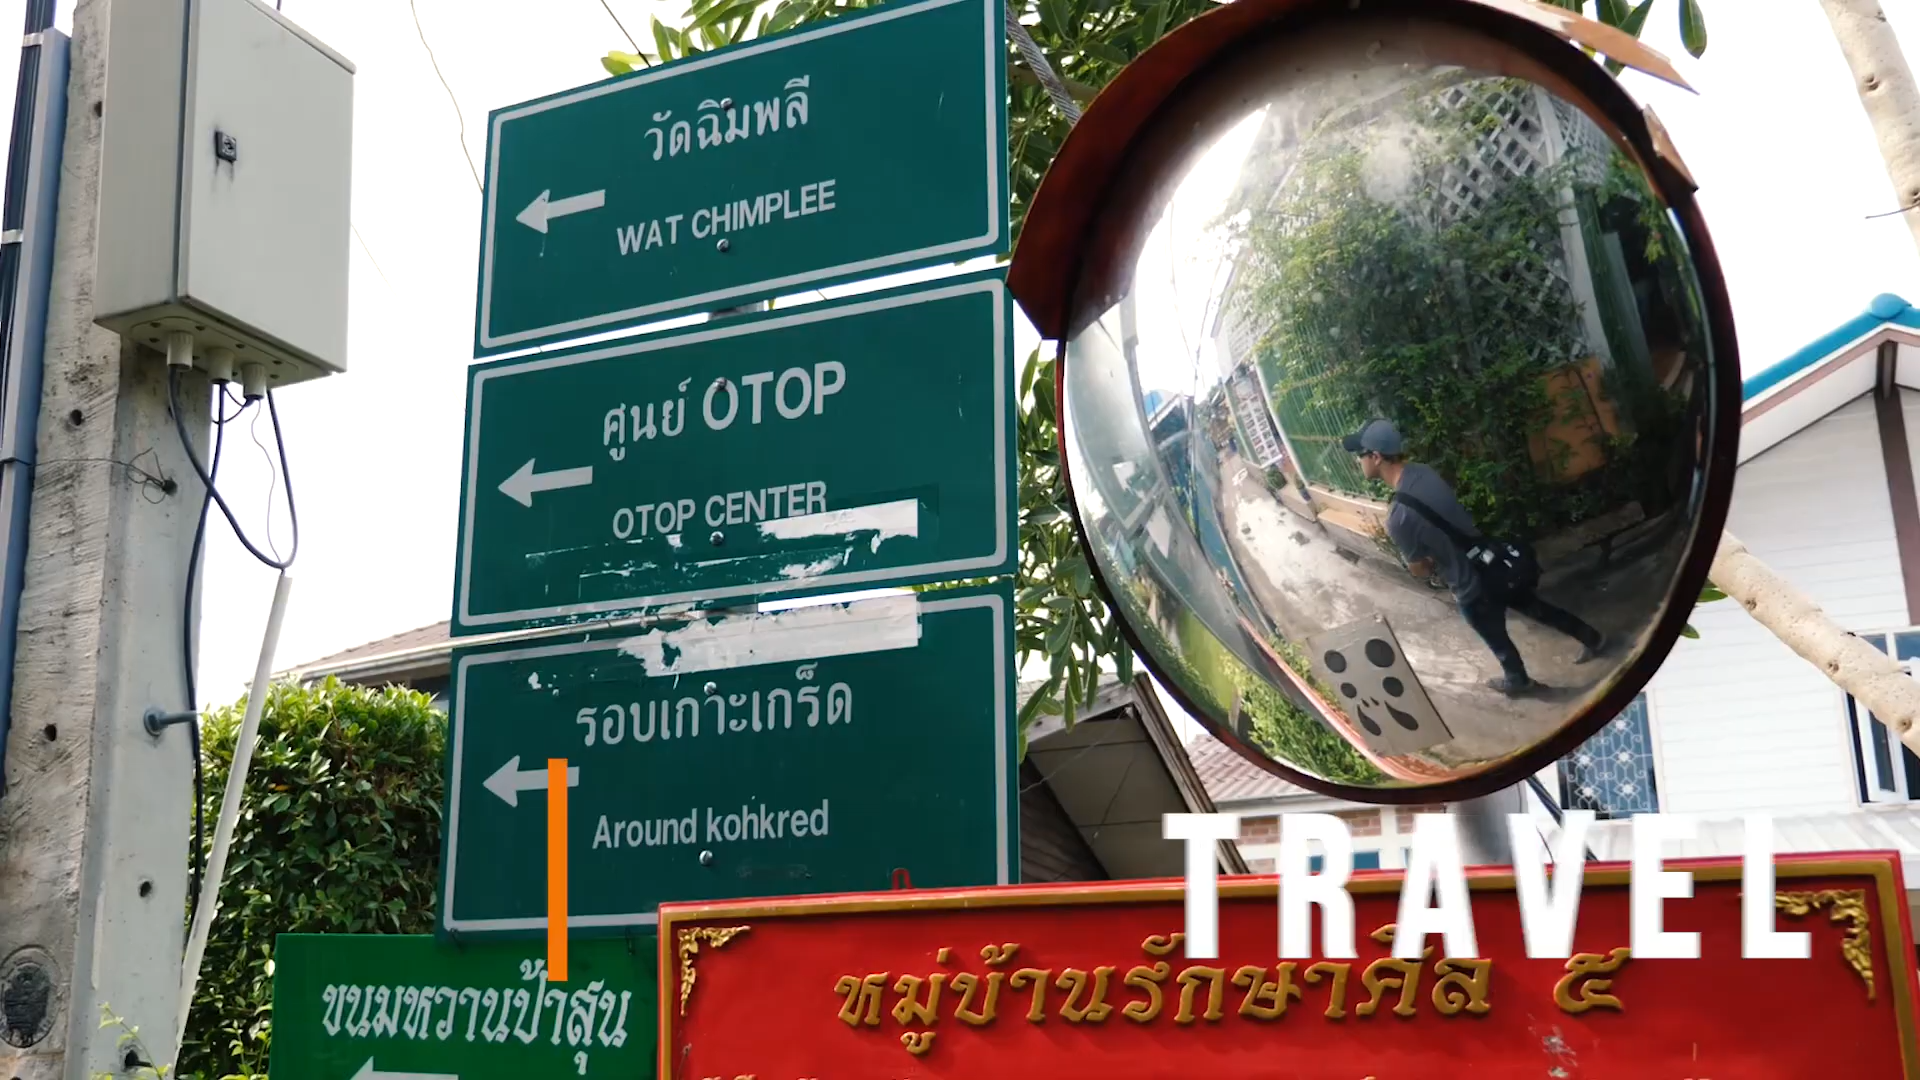 วัดฉิมพลี
WAT CHIMPLEE
ศูนย์ OTOP
OTOP CENTER
รอบเกาะเกร็ด
Around kohkred
TRAVEL
ขนมหวานป้าสุน
หมู่บ้านรักษาศีล ๕